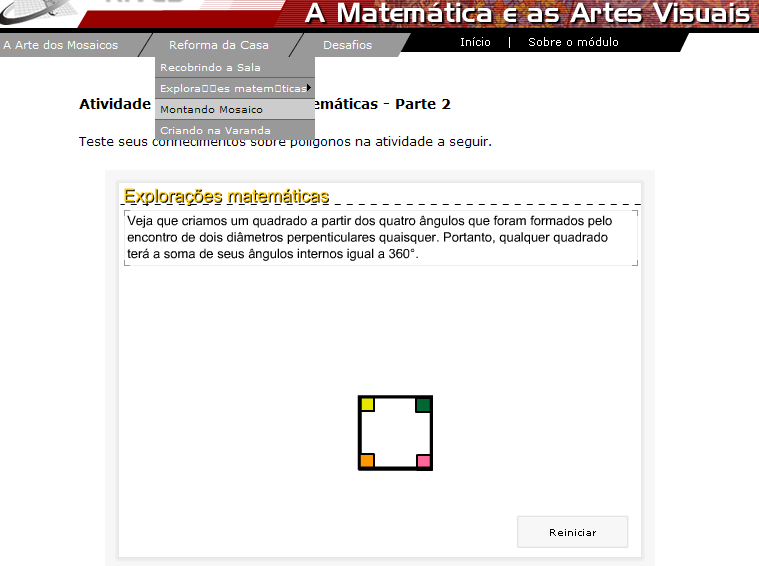 A Matemática e as Artes Visuais
A Arte dos Mosaicos
Reforma da Casa
Desafios
Início | Sobre o módulo
Recobrindo a Sala
Explora□□es matem□ticas
Montando Mosaico
Criando na Varanda
Atividade emáticas - Parte 2
Teste seus conhecimentos sobre polígonos na atividade a seguir.
Explorações matemáticas
Veja que criamos um quadrado a partir dos quatro ângulos que foram formados pelo
encontro de dois diâmetros perpenticulares quaisquer. Portanto, qualquer quadrado
terá a soma de seus ângulos internos igual a 360°.
Reiniciar